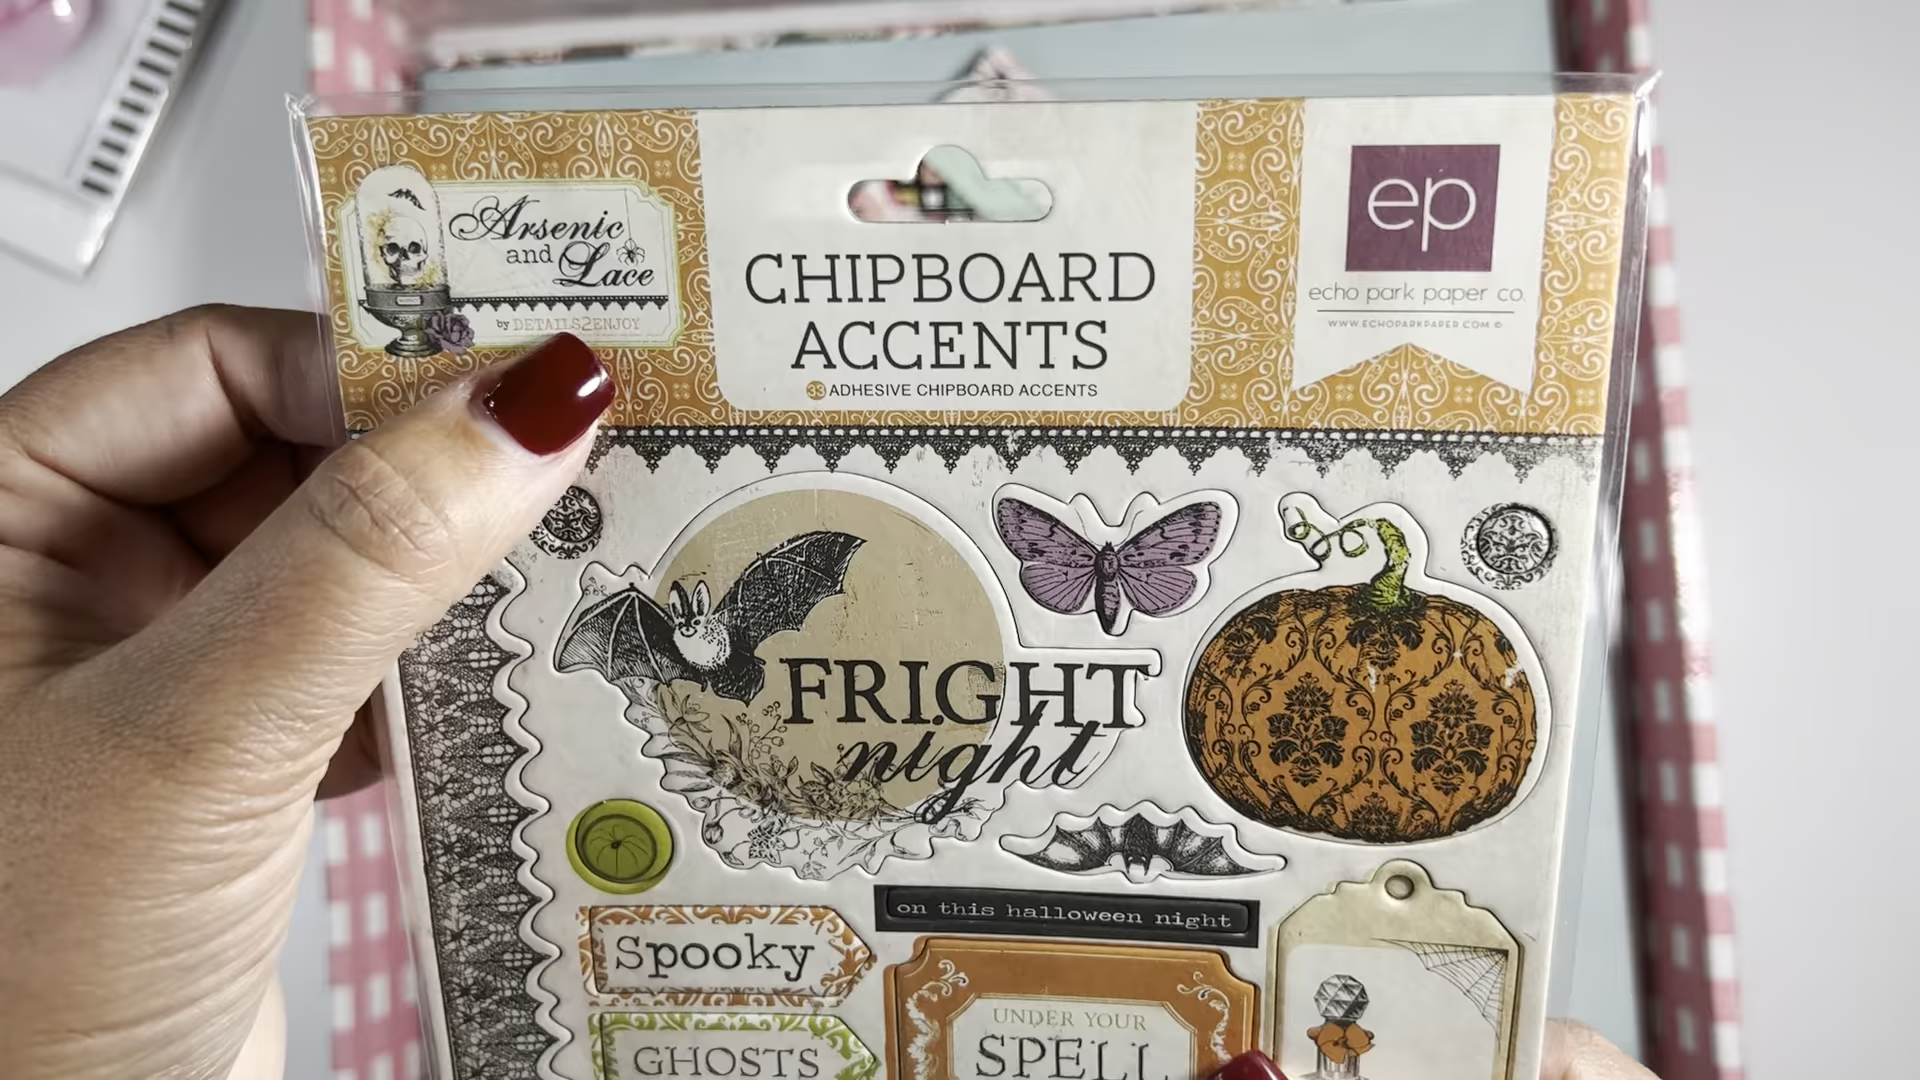 Arsenic
and Lace
by DETAILS2ENJOY
CHIPBOARD
ACCENTS
33 ADHESIVE CHIPBOARD ACCENTS
ep
echo park paper co.
WWW.ECHOPARKPAPER.COM ©
FRIGHT
night
on this halloween night
Spooky
UNDER YOUR
SPELL
GHOSTS